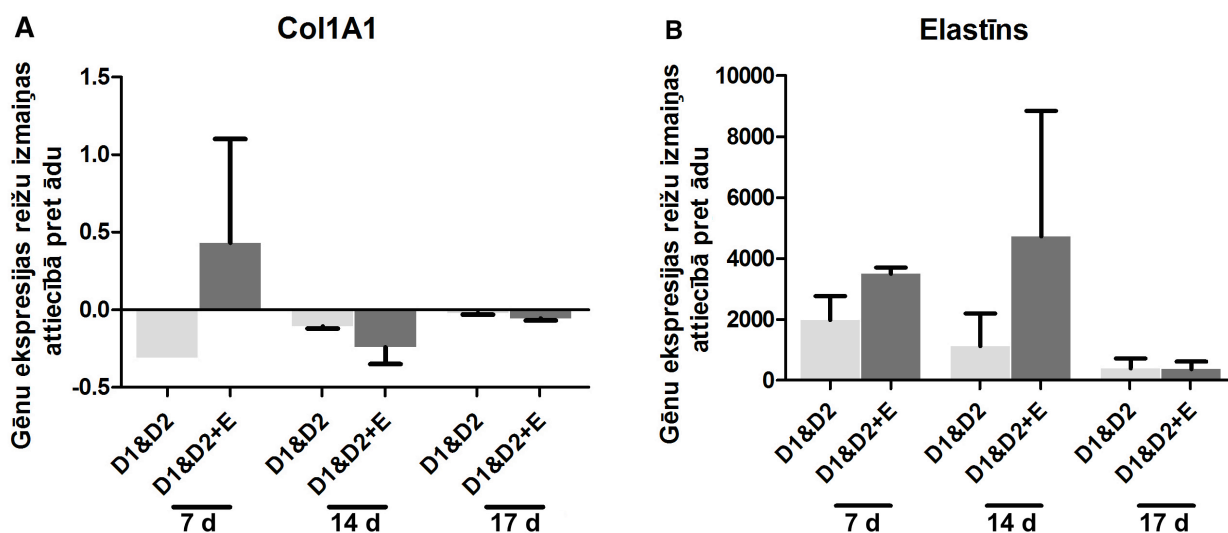 A
Col1A1
Gēnu ekspresijas reižu izmaiņas
attiecībā pret ādu
1.5
1.0
0.5
0.0
-0.5
D1&D2
D1&D2+E
D1&D2
D1&D2+E
D1&D2
D1&D2+E
7 d
14 d
17 d
B
Elastīns
Gēnu ekspresijas reižu izmaiņas
attiecībā pret ādu
10000
8000
6000
4000
2000
0
D1&D2
D1&D2+E
D1&D2
D1&D2+E
D1&D2
D1&D2+E
7 d
14 d
17 d